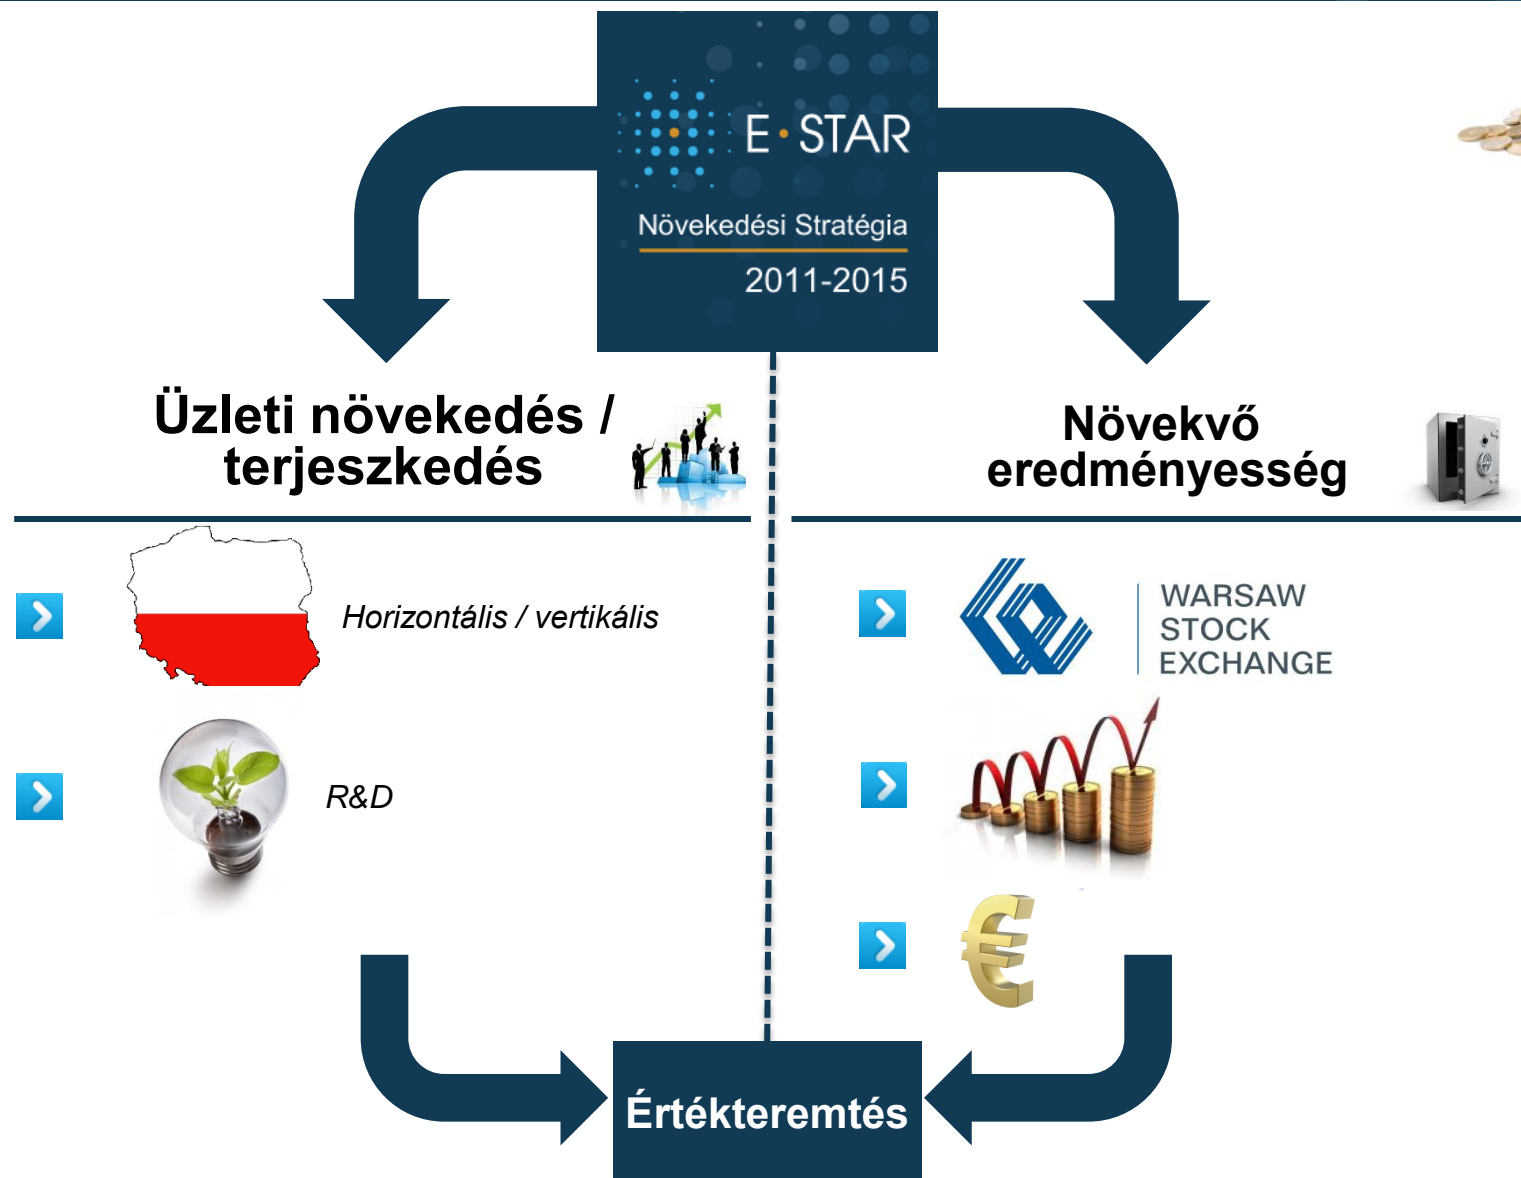 E·STAR
Növekedési Stratégia
2011-2015
Üzleti növekedés /
terjeszkedés
Horizontális / vertikális
R&D
Növekvő
eredményesség
WARSAW
STOCK
EXCHANGE
Értékteremtés